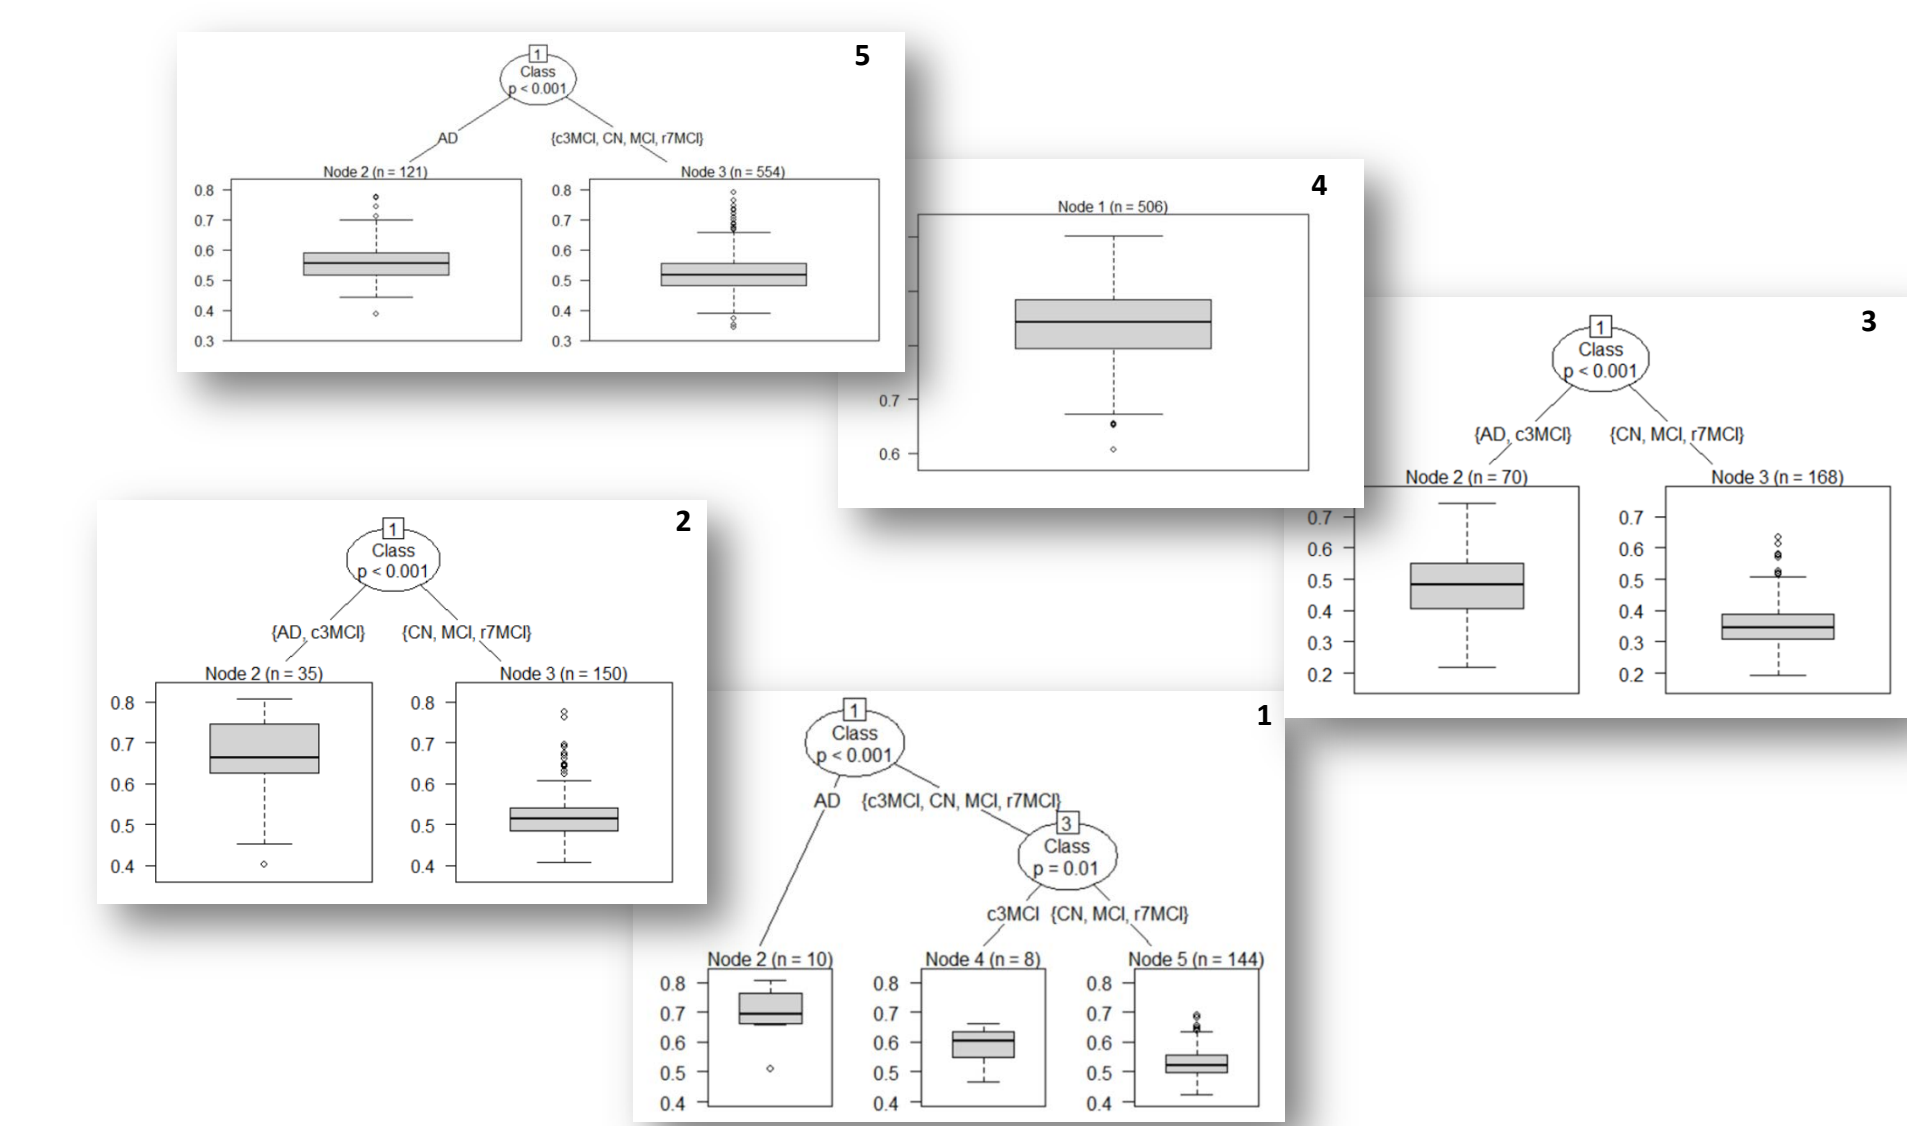 5
1
Class
p < 0.001
AD
{c3MCI, CN, MCI, r7MCI}
Node 2 (n = 121)
Node 3 (n = 554)
0.8
0.7
0.6
0.5
0.4
0.3
0.8
0.7
0.6
0.5
0.4
0.3
4
Node 1 (n = 506)
0.7
0.6
3
1
Class
p < 0.001
{AD, c3MCI}
{CN, MCI, r7MCI}
Node 2 (n = 70)
Node 3 (n = 168)
0.7
0.6
0.5
0.4
0.3
0.2
0.7
0.6
0.5
0.4
0.3
0.2
2
1
Class
p < 0.001
{AD, c3MCI}
{CN, MCI, r7MCI}
Node 2 (n = 35)
Node 3 (n = 150)
0.8
0.7
0.6
0.5
0.4
0.8
0.7
0.6
0.5
0.4
1
1
Class
p < 0.001
AD
{c3MCI, CN, MCI, r7MCI}
3
Class
p = 0.01
c3MCI
{CN, MCI, r7MCI}
Node 2 (n = 10)
Node 4 (n = 8)
Node 5 (n = 144)
0.8
0.7
0.6
0.5
0.4
0.8
0.7
0.6
0.5
0.4
0.8
0.7
0.6
0.5
0.4